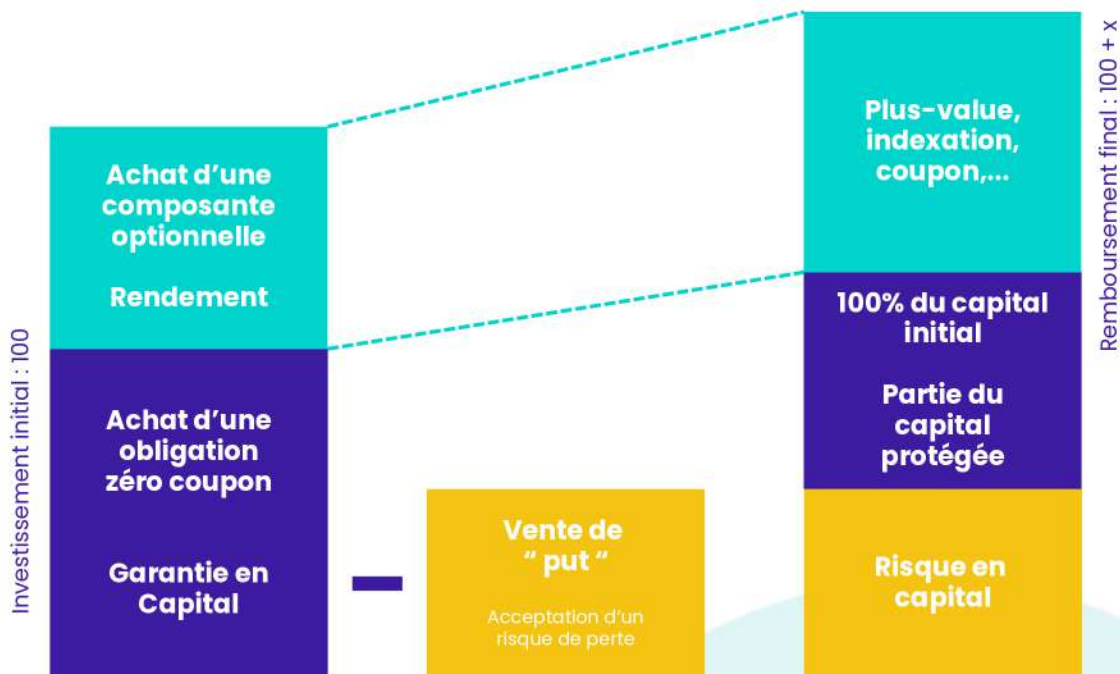 Investissement initial : 100
Achat d’une
composante
optionnelle
Rendement
Achat d’une
obligation
zéro coupon
Garantie en
Capital
Vente de
“ put “
Acceptation d’un
risque de perte
Plus-value,
indexation,
coupon,...
100% du capital
initial
Partie du
capital
protégée
Risque en
capital
Remboursement final : 100 + x